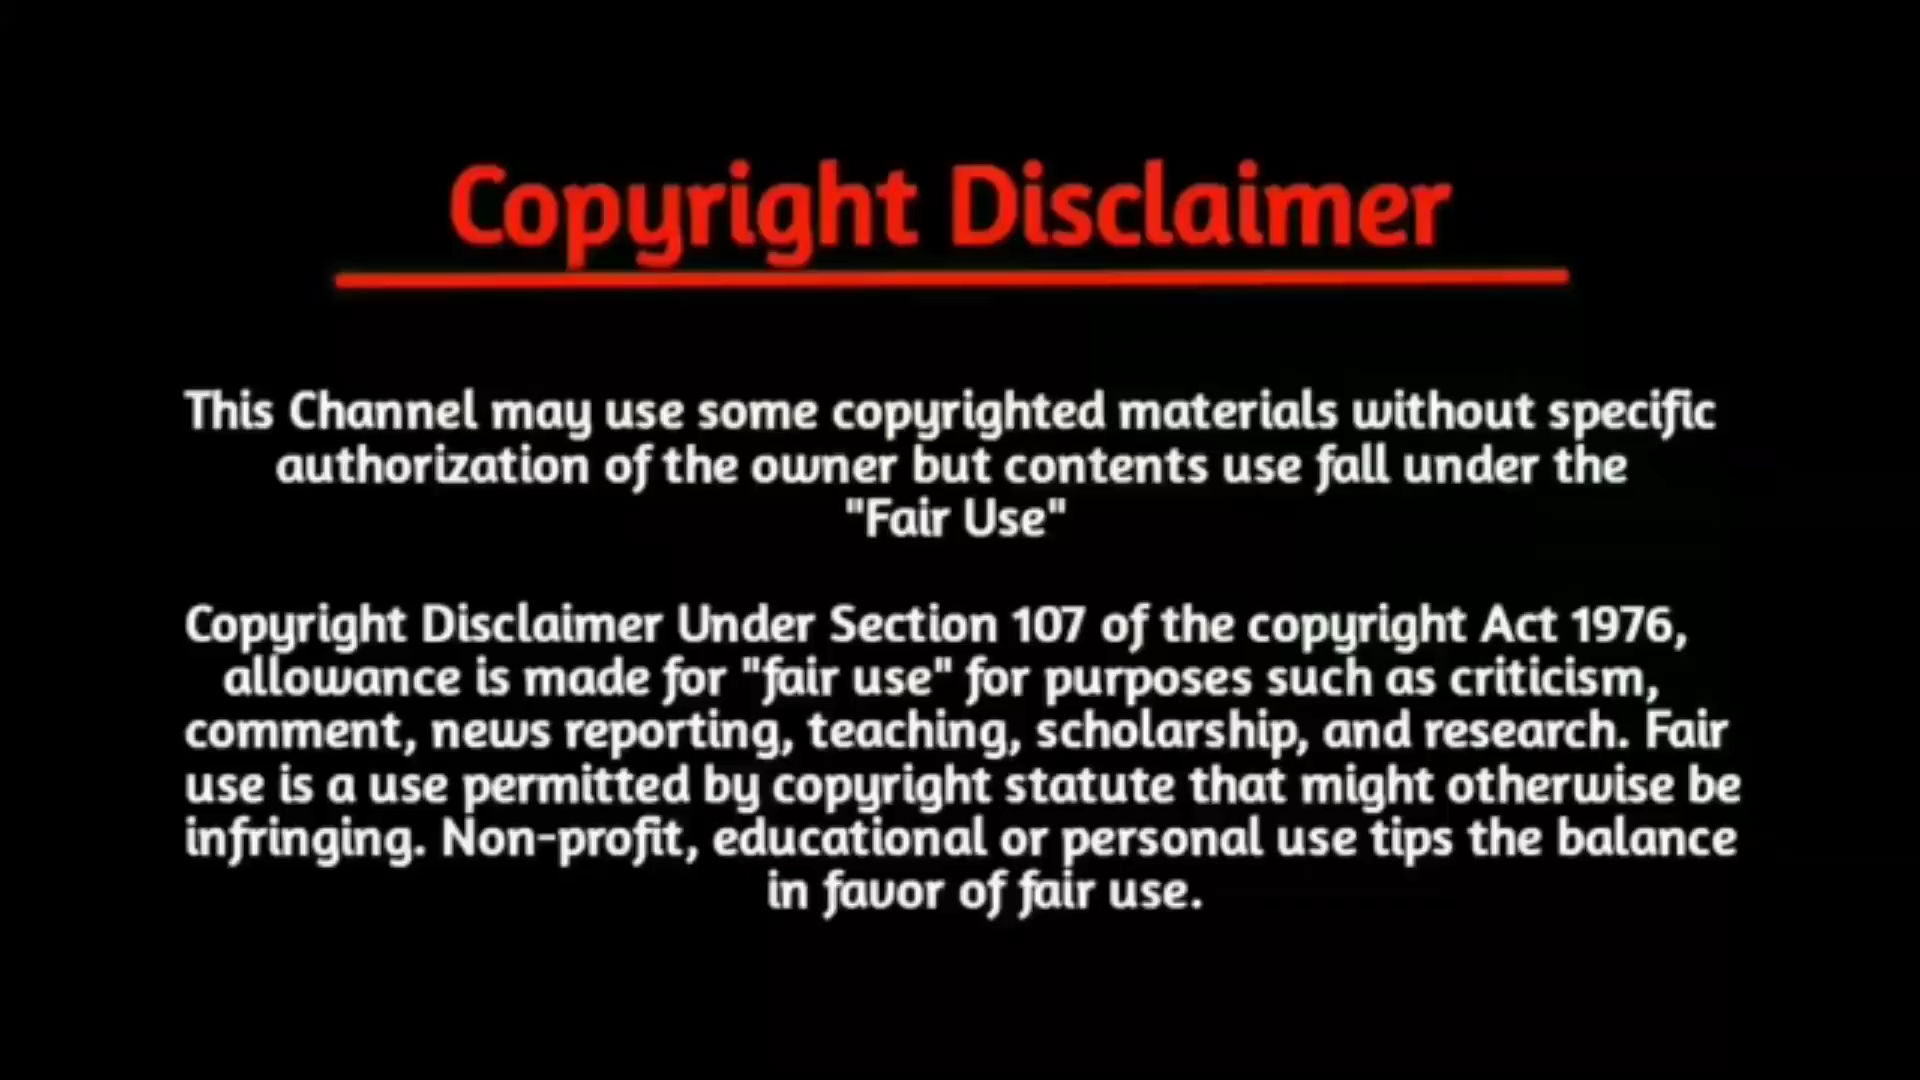 Copyright Disclaimer
This Channel may use some copyrighted materials without specific
authorization of the owner but contents use fall under the
"Fair Use"
Copyright Disclaimer Under Section 107 of the copyright Act 1976,
allowance is made for "fair use" for purposes such as criticism,
comment, news reporting, teaching, scholarship, and research. Fair
use is a use permitted by copyright statute that might otherwise be
infringing. Non-profit, educational or personal use tips the balance
in favor of fair use.